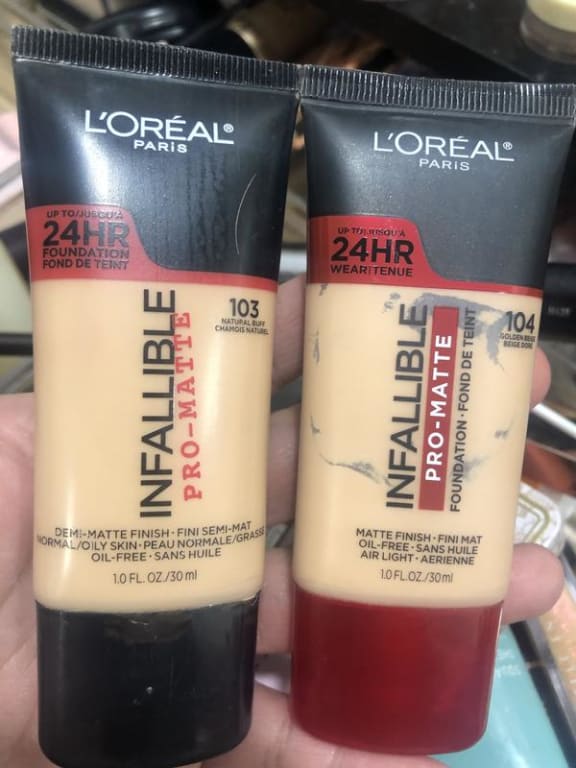 L'ORÉAL®
PARIS
UP TO/JUSQU'À
24HR
FOUNDATION
FOND DE TEINT
103
NATURAL BUFF
CHAMOIS NATUREL
INFALLIBLE
PRO-MATTE
DEMI-MATTE FINISH · FINI SEMI-MAT
NORMAL/OILY SKIN · PEAU NORMALE/GRASSE
OIL-FREE · SANS HUILE
1.0 FL. OZ./30 ml
L'ORÉAL®
PARIS
UP TO/JUSQU'À
24HR
WEAR/TENUE
104
GOLDEN BEIGE
BEIGE DORÉ
INFALLIBLE
PRO-MATTE
FOUNDATION · FOND DE TEINT
MATTE FINISH · FINI MAT
OIL-FREE · SANS HUILE
AIR LIGHT · AERIENNE
1.0 FL. OZ./30 ml